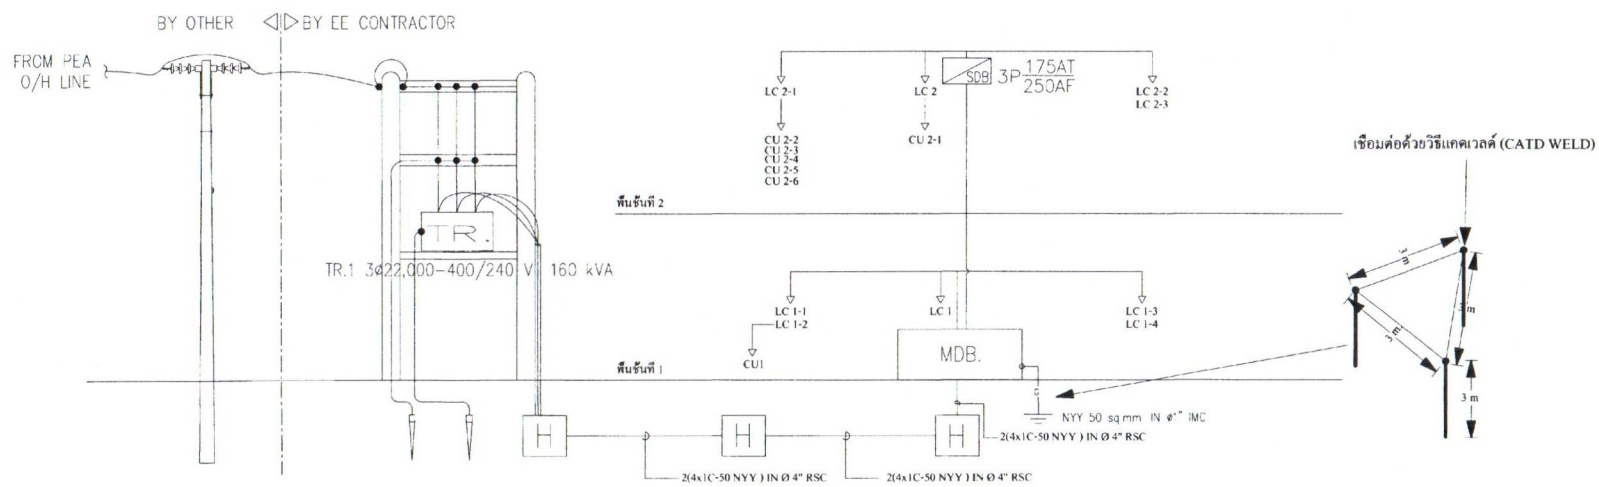 BY OTHER
BY EE CONTRACTOR
FROM PEA
O/H LINE
TR.
TR.1 3ø22,000-400/240 V 160 kVA
LC 2-1
CU 2-2
CU 2-3
CU 2-4
CU 2-5
CU 2-6
LC 2
CU 2-1
SDB
3P 175AT
250AF
LC 2-2
LC 2-3
พื้นชั้นที่ 2
LC 1-1
LC 1-2
CU1
LC 1
LC 1-3
LC 1-4
MDB.
พื้นชั้นที่ 1
NYY 50 sq mm IN
IMC
2(4x1C-50 NYY ) IN Ø 4" RSC
H
H
H
2(4x1C-50 NYY ) IN Ø 4" RSC
2(4x1C-50 NYY ) IN Ø 4" RSC
เชื่อมต่อด้วยวิธีแคดเวลด์ (CATD WELD)
3 m
3 m
3 m
3 m